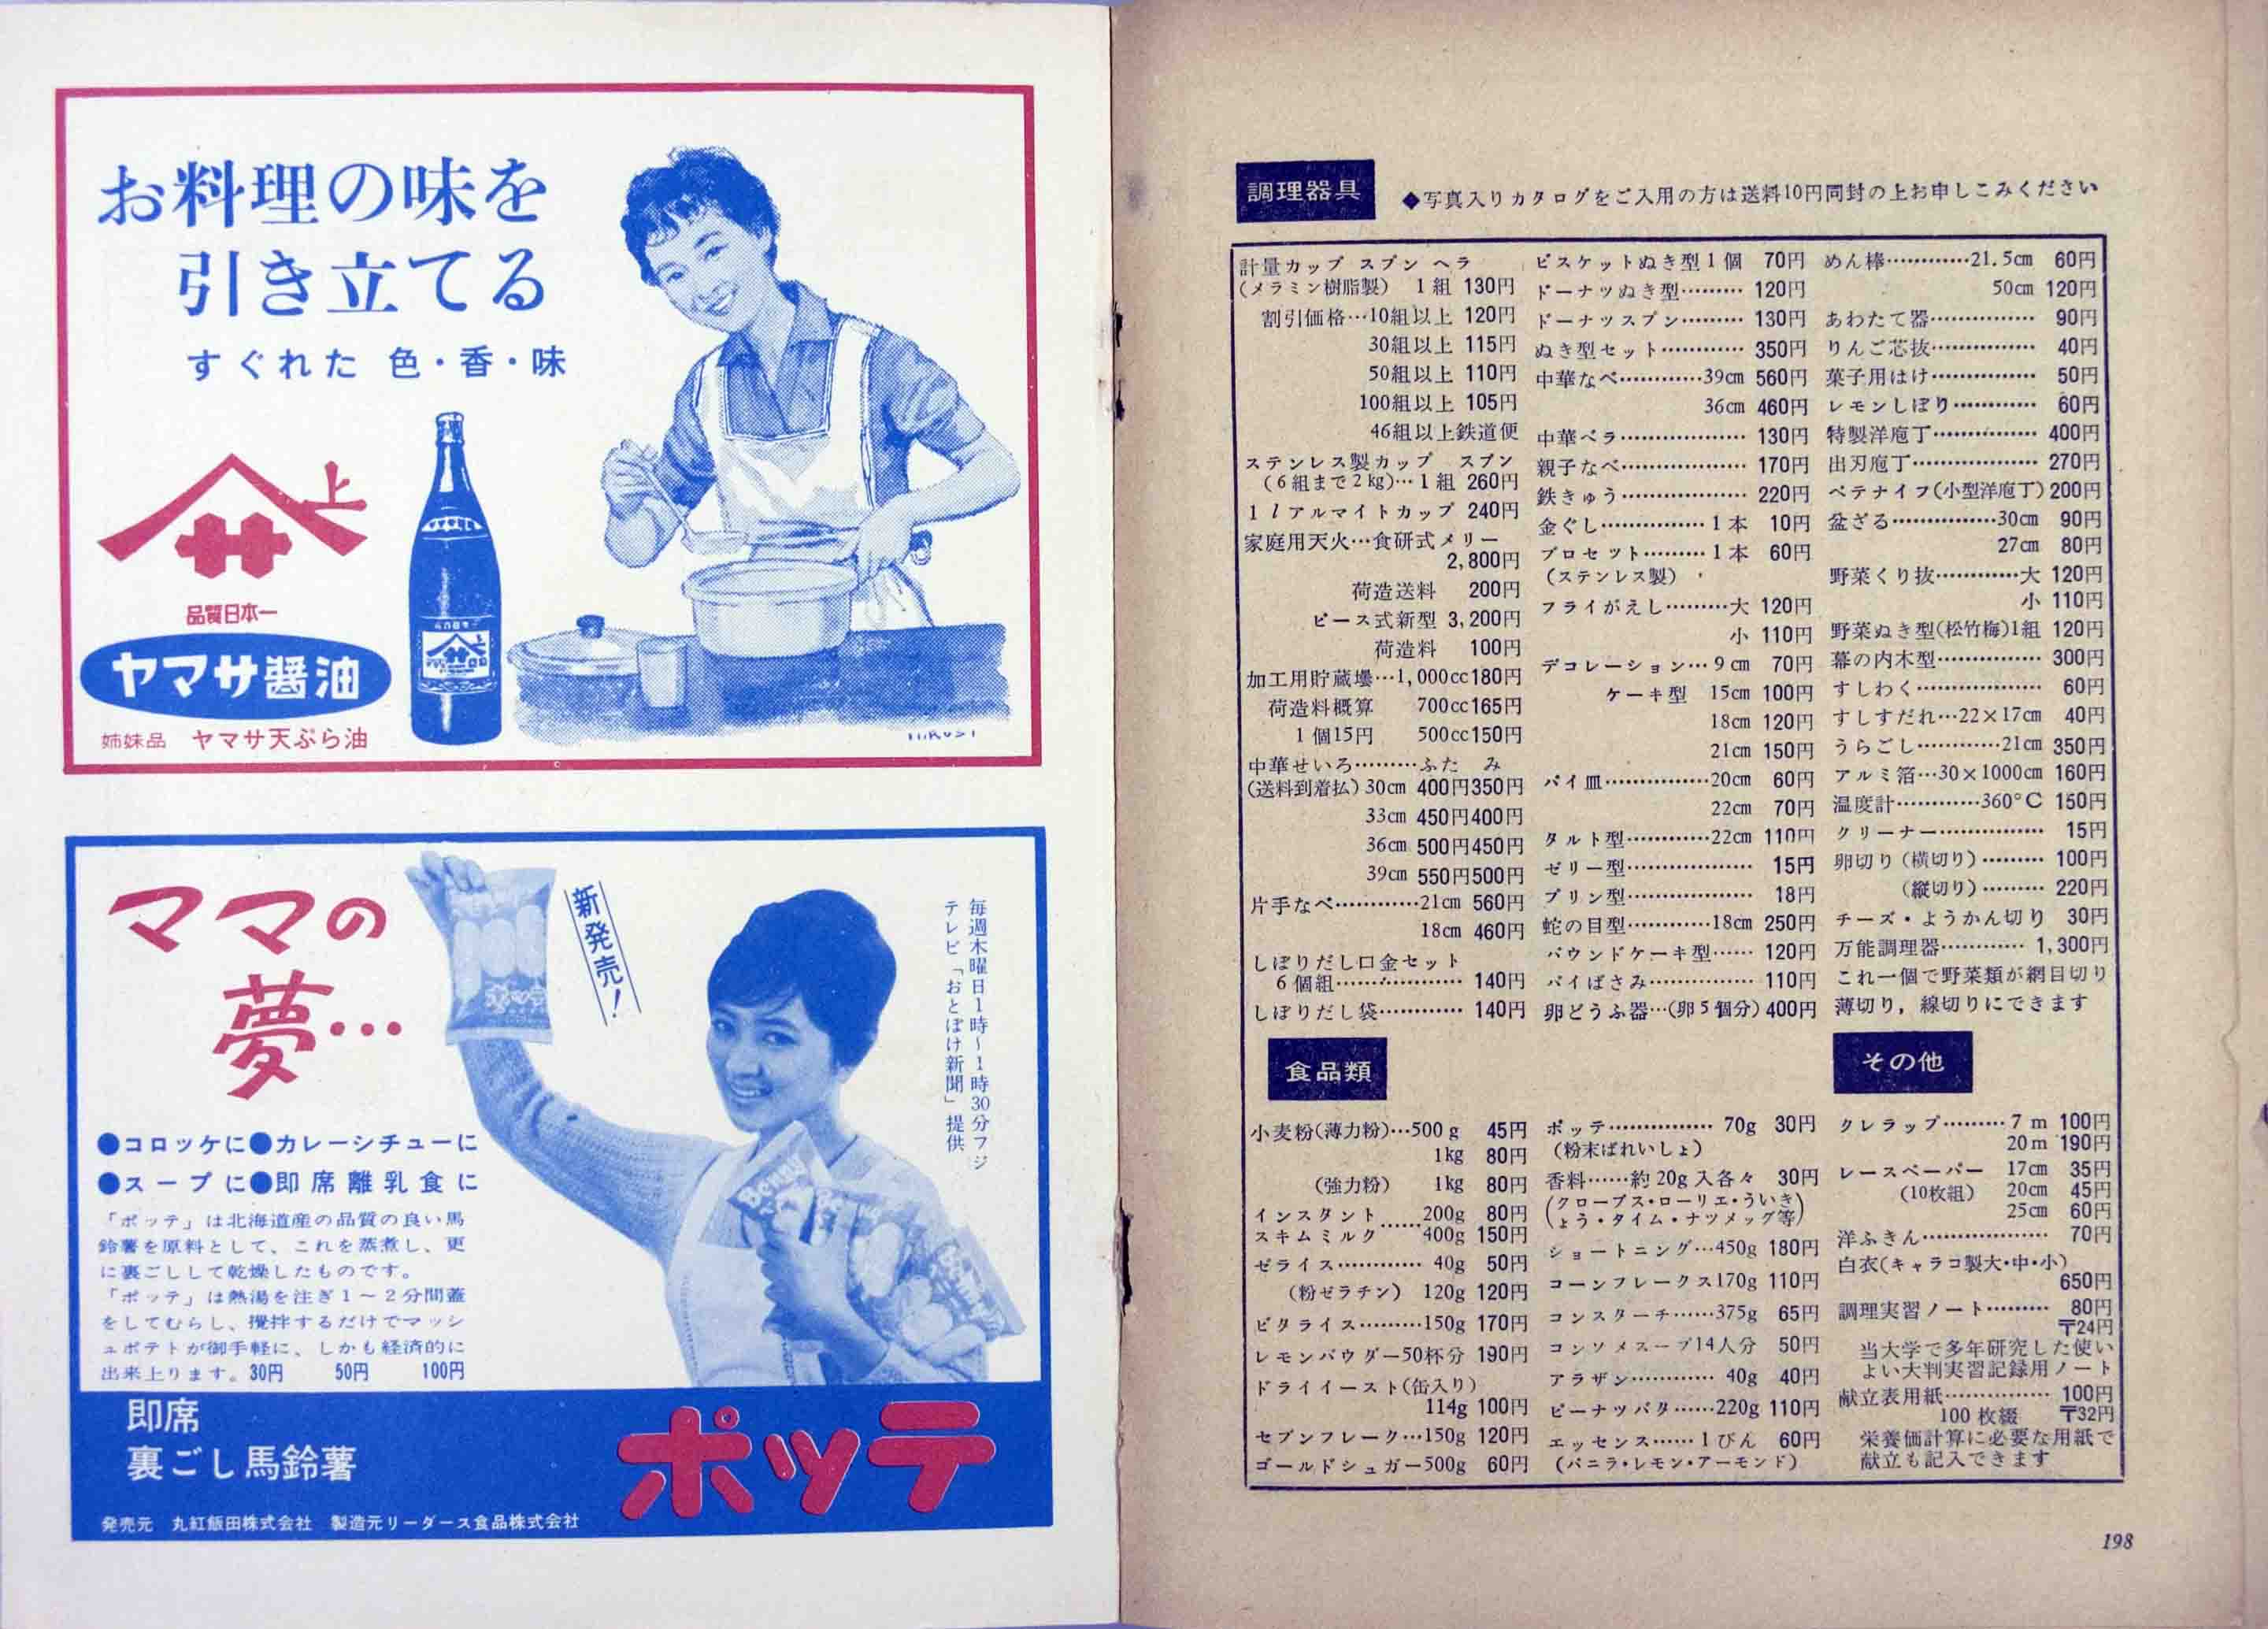 お料理の味を
引き立てる
すぐれた 色・香・味
上
品質日本一
ヤマサ醤油
姉妹品 ヤマサ天ぷら油
ママの
夢…
新発売!
毎週木曜日1時~1時30分フジ
テレビ「おとぼけ新聞」提供
●コロッケに●カレーシチューに
●スープに●即席離乳食に
「ポッテ」は北海道産の品質の良い馬
鈴薯を原料として、これを蒸煮し、更
に裏ごしして乾燥したものです。
「ポッテ」は熱湯を注ぎ1~2分間蓋
をしてむらし、攪拌するだけでマッシ
ュポテトが御手軽に、しかも経済的に
出来上ります。30円 50円 100円
即席
裏ごし馬鈴薯
ポッテ
発売元 丸紅飯田株式会社 製造元リーダース食品株式会社
調理器具
◆写真入りカタログをご入用の方は送料10円同封の上お申しこみください
計量カップ スプン ヘラ
(メラミン樹脂製) 1組 130円
割引価格…10組以上 120円
30組以上 115円
50組以上 110円
100組以上 105円
46組以上鉄道便
ステンレス製カップ スプン
(6組まで2kg)…1組 260円
1lアルマイトカップ 240円
家庭用天火…食研式メリー
2,800円
荷造送料 200円
ピース式新型 3,200円
荷造料 100円
加工用貯蔵壜…1,000cc180円
荷造料概算 700cc165円
1個15円 500cc150円
中華せいろ………ふた み
(送料到着払)30cm 400円350円
33cm 450円400円
36cm 500円450円
39cm 550円500円
片手なべ…………21cm 560円
18cm 460円
しぼりだし口金セット
6個組……………… 140円
しぼりだし袋………… 140円
ビスケットぬき型1個 70円
ドーナツぬき型……… 120円
ドーナツスプン……… 130円
ぬき型セット………… 350円
中華なべ…………39cm 560円
36cm 460円
中華ベラ……………… 130円
親子なべ……………… 170円
鉄きゅう……………… 220円
金ぐし……………1本 10円
プロセット………1本 60円
(ステンレス製)
フライがえし………大 120円
小 110円
デコレーション…9cm 70円
ケーキ型 15cm 100円
18cm 120円
21cm 150円
パイ皿……………20cm 60円
22cm 70円
タルト型…………22cm 110円
ゼリー型……………… 15円
プリン型……………… 18円
蛇の目型…………18cm 250円
パウンドケーキ型…… 120円
パイばさみ…………… 110円
卵どうふ器…(卵5個分)400円
めん棒…………21.5cm 60円
50cm 120円
あわたて器…………… 90円
りんご芯抜…………… 40円
菓子用はけ…………… 50円
レモンしぼり………… 60円
特製洋庖丁…………… 400円
出刃庖丁……………… 270円
ペテナイフ(小型洋庖丁)200円
盆ざる……………30cm 90円
27cm 80円
野菜くり抜…………大 120円
小 110円
野菜ぬき型(松竹梅)1組 120円
幕の内木型…………… 300円
すしわく……………… 60円
すしすだれ…22×17cm 40円
うらごし…………21cm 350円
アルミ箔…30×1000cm 160円
温度計…………360°C 150円
クリーナー…………… 15円
卵切り(横切り)……… 100円
(縦切り)……… 220円
チーズ・ようかん切り 30円
万能調理器………… 1,300円
これ一個で野菜類が網目切り
薄切り,線切りにできます
食品類
小麦粉(薄力粉)…500g 45円
1kg 80円
(強力粉) 1kg 80円
インスタント……200g 80円
スキムミルク 400g 150円
ゼライス………… 40g 50円
(粉ゼラチン) 120g 120円
ビタライス………150g 170円
レモンパウダー50杯分 190円
ドライイースト(缶入り)
114g 100円
セブンフレーク…150g 120円
ゴールドシュガー500g 60円
ポッテ…………… 70g 30円
(粉末ばれいしょ)
香料……約20g入各々 30円
(クローブス・ローリエ・ういき
ょう・タイム・ナツメッグ等)
ショートニング…450g 180円
コーンフレークス170g 110円
コンスターチ……375g 65円
コンソメスープ14人分 50円
アラザン………… 40g 40円
ピーナツバタ……220g 110円
エッセンス……1びん 60円
(バニラ・レモン・アーモンド)
その他
クレラップ………7m 100円
20m 190円
レースペーパー 17cm 35円
(10枚組) 20cm 45円
25cm 60円
洋ふきん……………… 70円
白衣(キャラコ製大・中・小)
650円
調理実習ノート……… 80円
〒24円
当大学で多年研究した使い
よい大判実習記録用ノート
献立表用紙…………… 100円
100枚綴 〒32円
栄養価計算に必要な用紙で
献立も記入できます
198